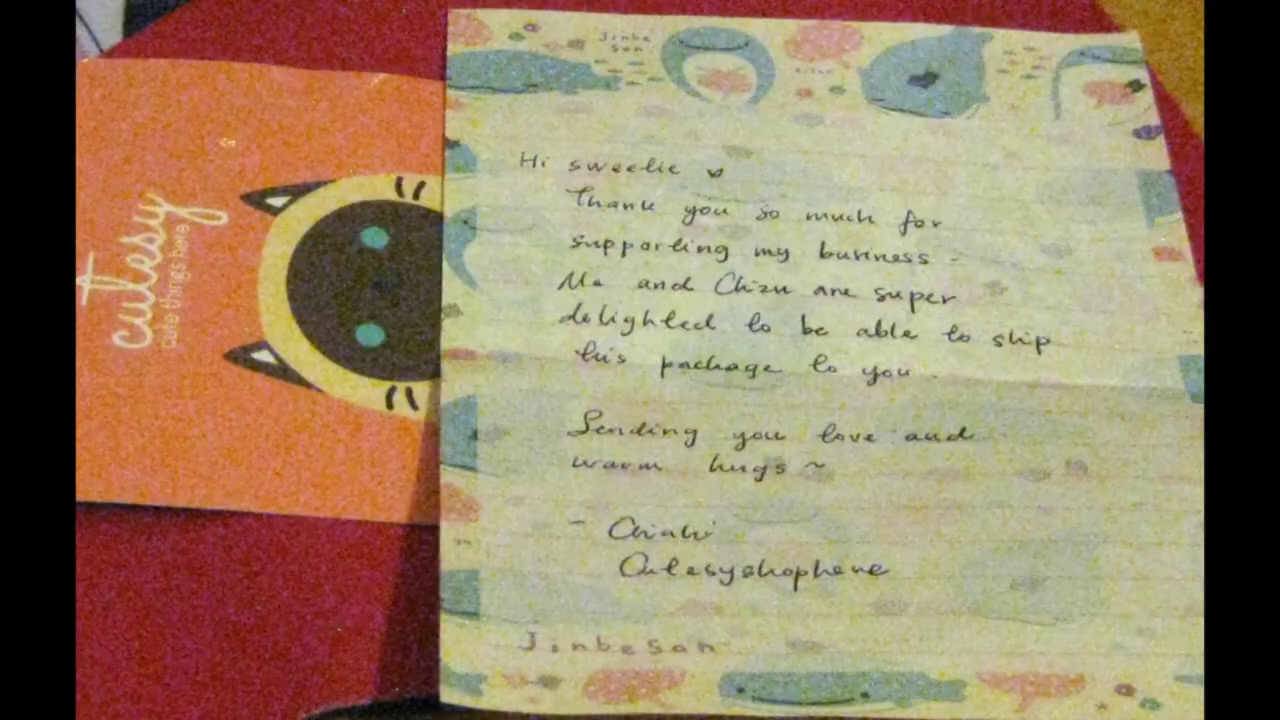 cutesy
cute things here
Jinbe
San
Hi sweetie
Thank you so much for
supporting my business -
Me and Chizu are super
delighted to be able to ship
this package to you.
Sending you love and
warm hugs ~
-
Cutesyshophere
Jinbesan